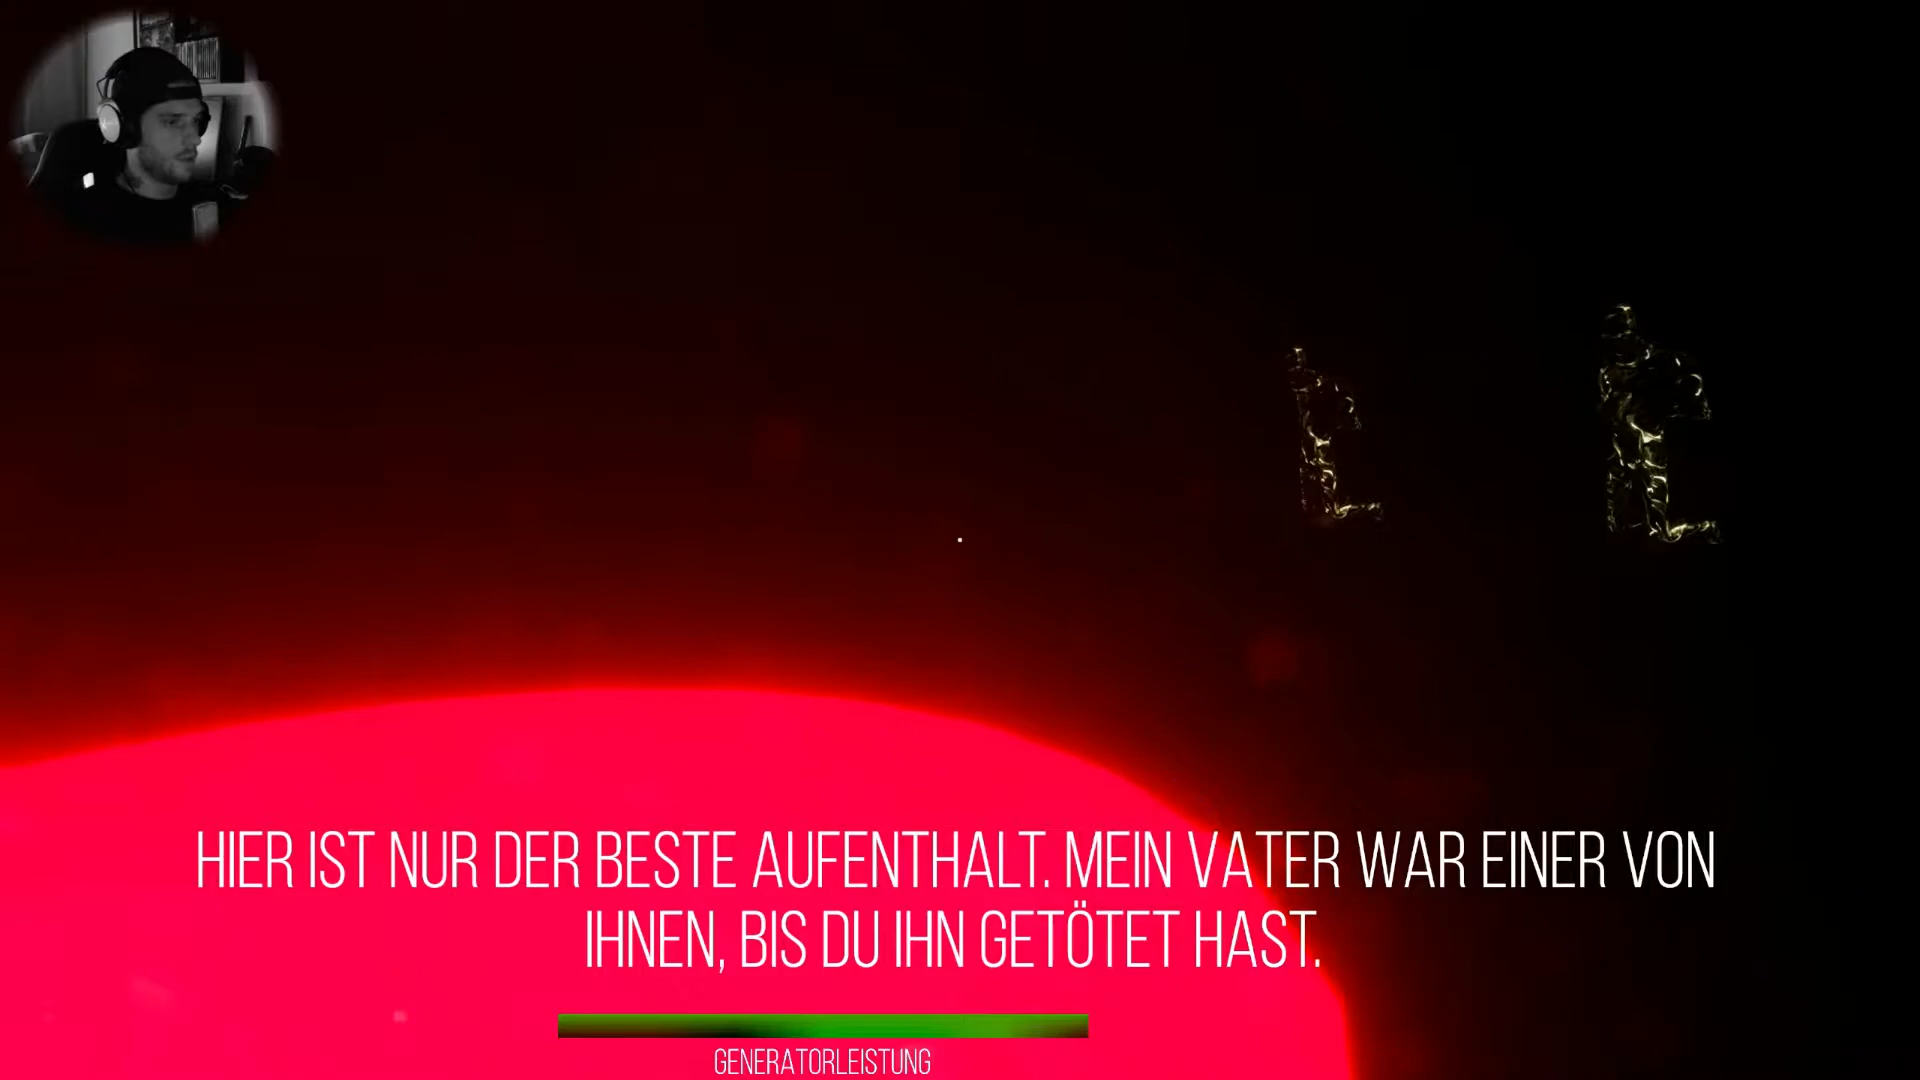 HIER IST NUR DER BESTE AUFENTHALT. MEIN VATER WAR EINER VON
IHNEN, BIS DU IHN GETÖTET HAST.
GENERATORLEISTUNG